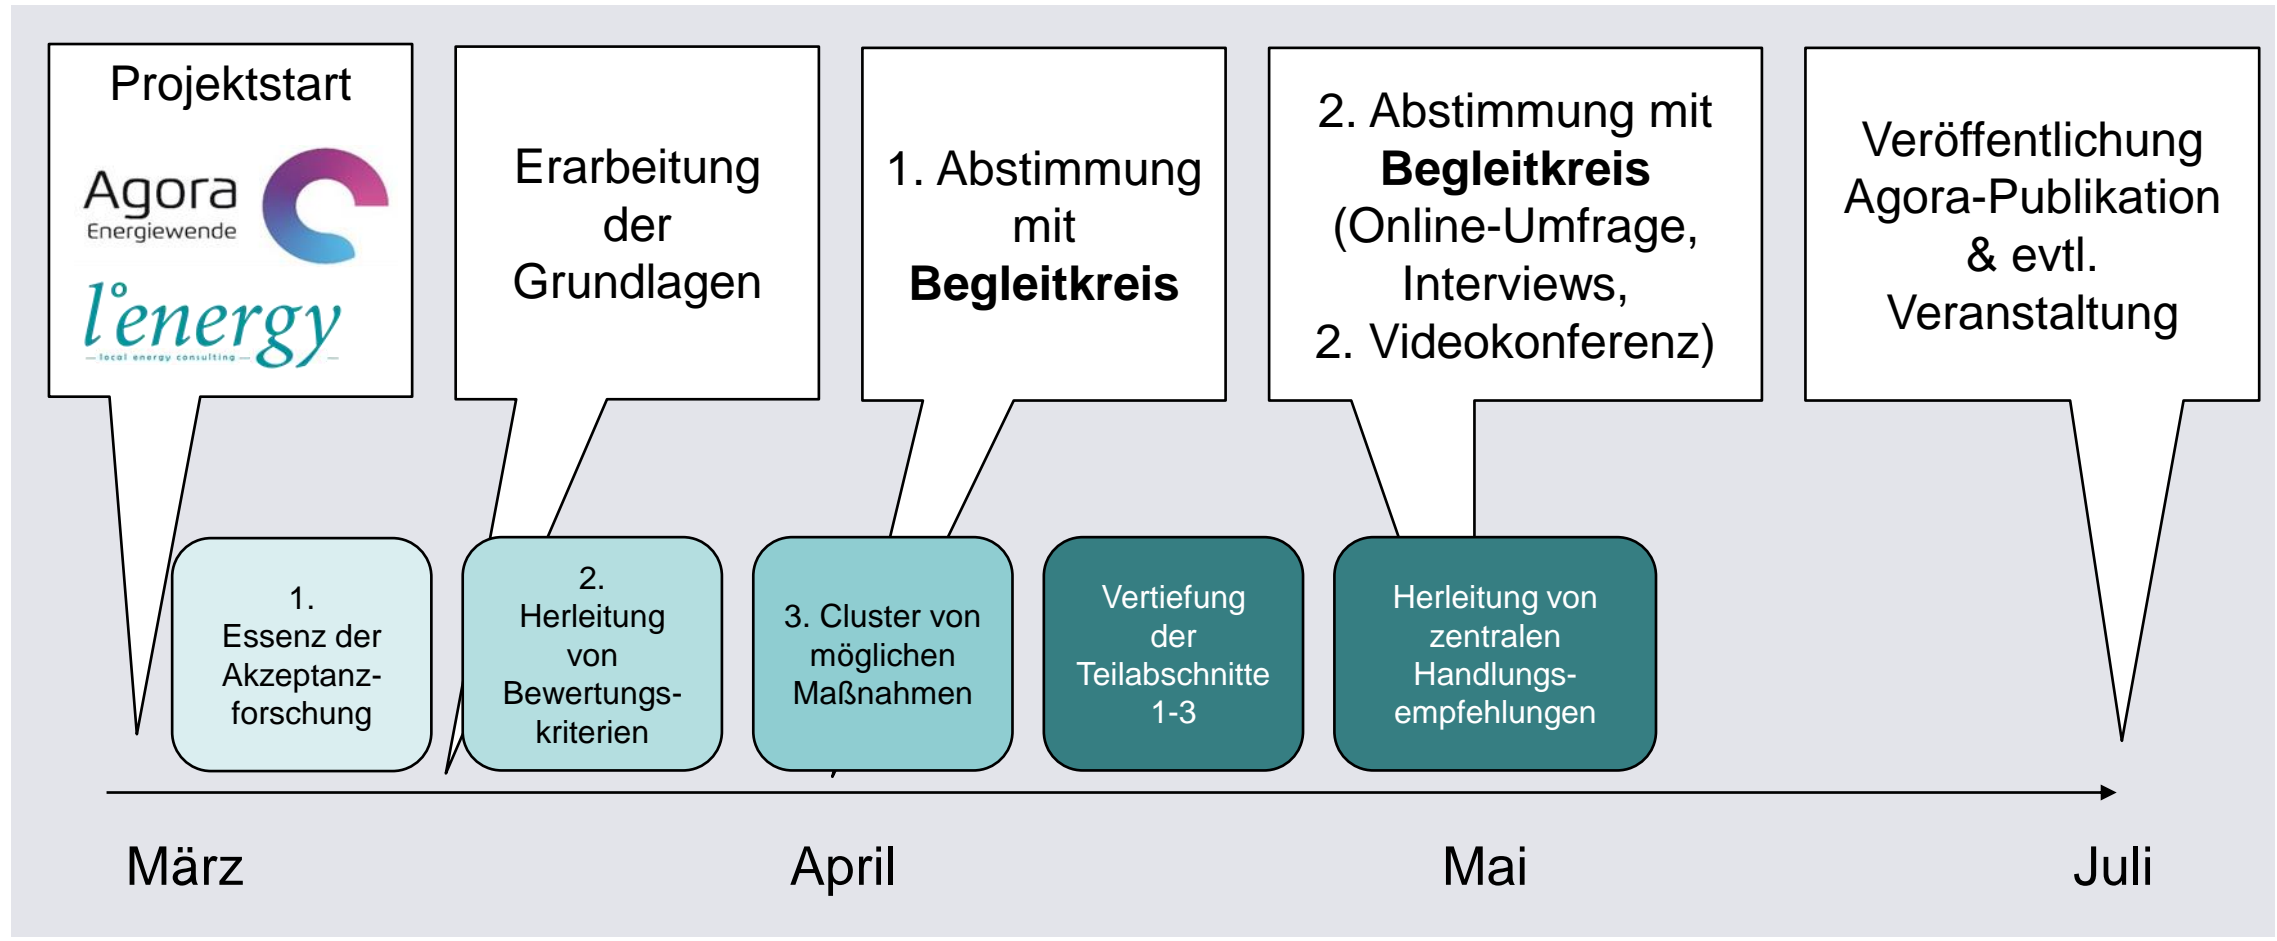 Projektstart
Agora
Energiewende
l°energy
local energy consulting
Erarbeitung
der
Grundlagen
1. Abstimmung
mit
Begleitkreis
2. Abstimmung mit
Begleitkreis
(Online-Umfrage,
Interviews,
2. Videokonferenz)
Veröffentlichung
Agora-Publikation
& evtl.
Veranstaltung
1.
Essenz der
Akzeptanz-
forschung
2.
Herleitung
von
Bewertungs-
kriterien
3. Cluster von
möglichen
Maßnahmen
Vertiefung
der
Teilabschnitte
1-3
Herleitung von
zentralen
Handlungs-
empfehlungen
März
April
Mai
Juli